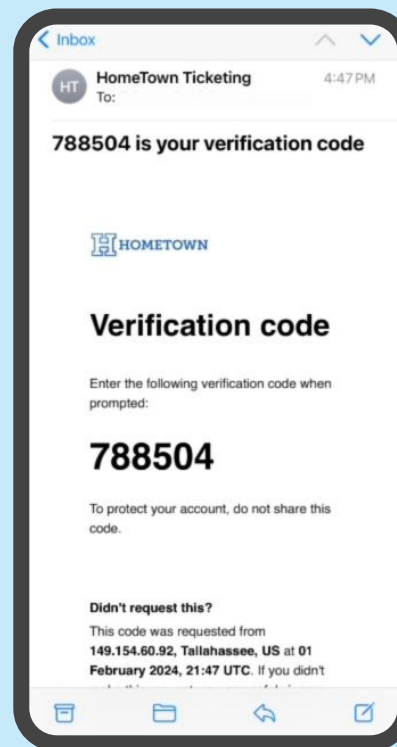 Inbox
HT
HomeTown Ticketing
4:47 PM
To:
788504 is your verification code
H HOMETOWN
Verification code
Enter the following verification code when
prompted:
788504
To protect your account, do not share this
code.
Didn't request this?
This code was requested from
149.154.60.92, Tallahassee, US at 01
February 2024, 21:47 UTC. If you didn't